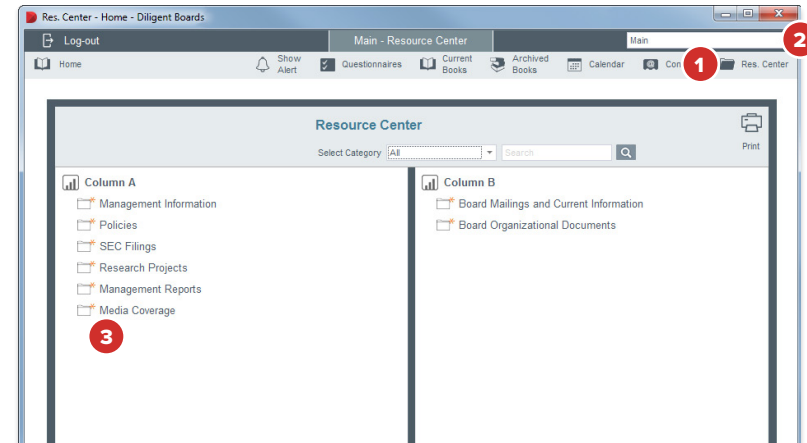 Res. Center - Home - Diligent Boards
Log-out
Main - Resource Center
Main
2
Home
Show Alert
Questionnaires
Current Books
Archived Books
Calendar
Con
1
Res. Center
Resource Center
Print
Select Category
All
Search
Column A
Management Information
Policies
SEC Filings
Research Projects
Management Reports
Media Coverage
3
Column B
Board Mailings and Current Information
Board Organizational Documents